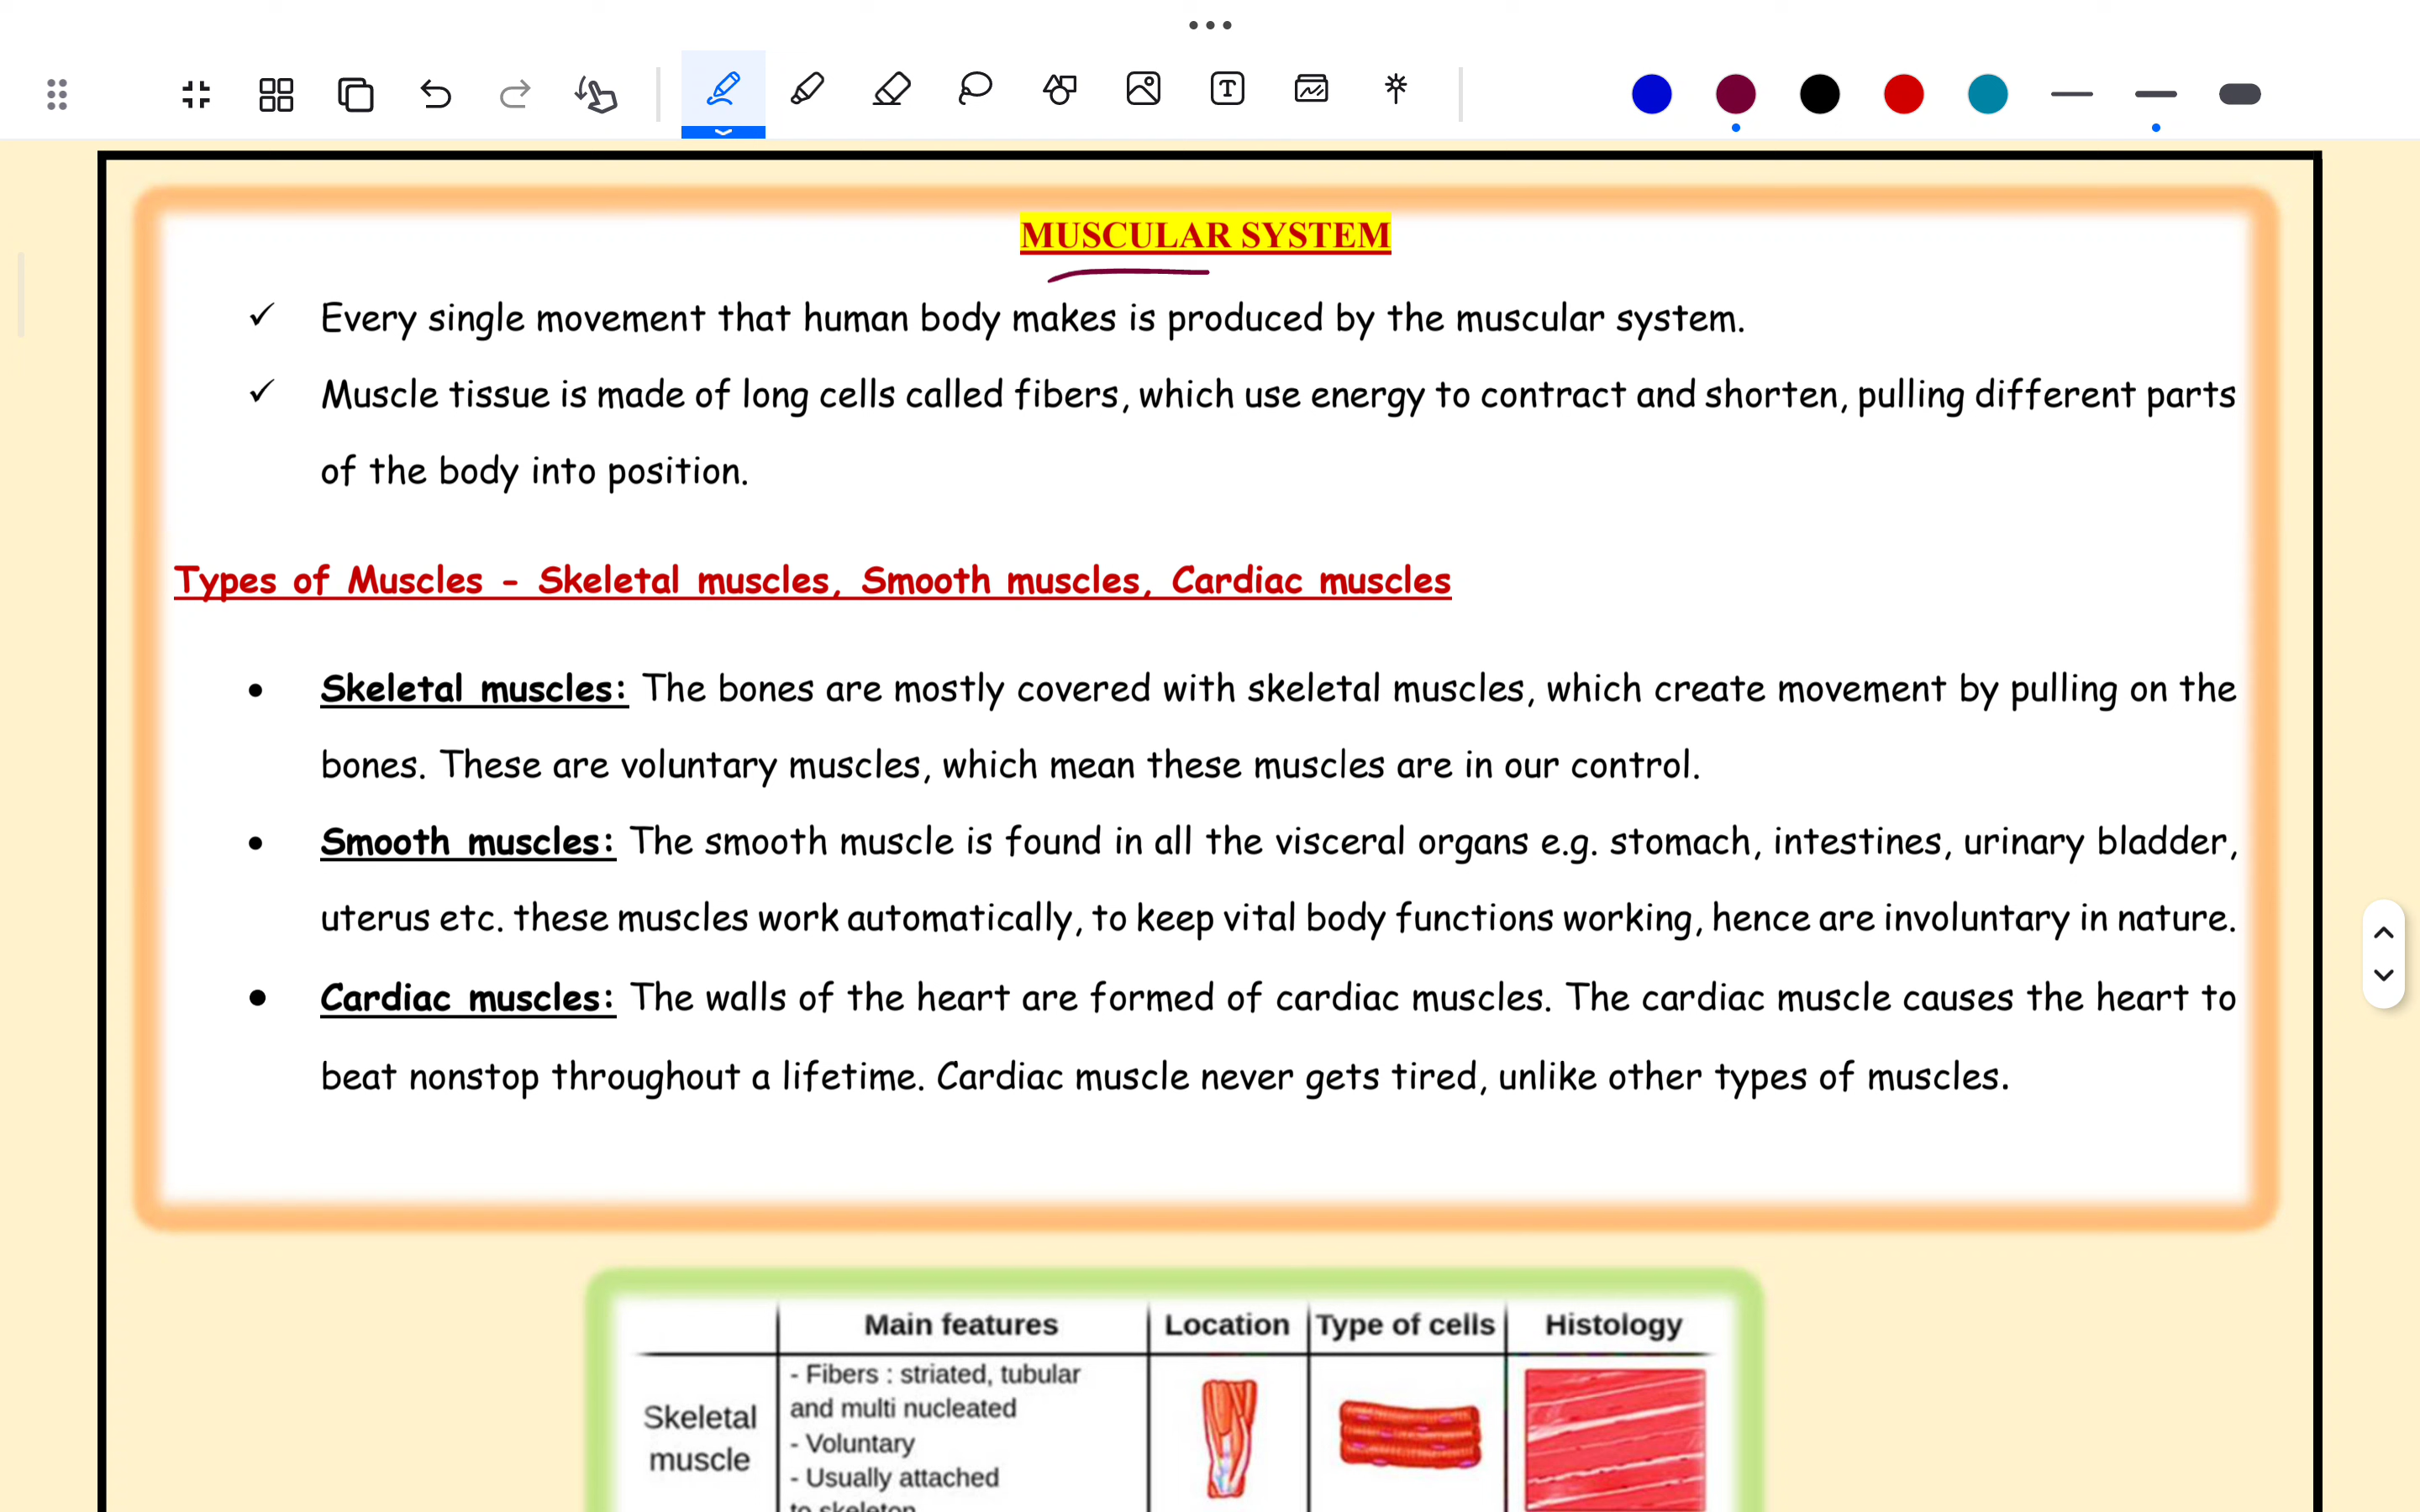 MUSCULAR SYSTEM
✓ Every single movement that human body makes is produced by the muscular system.
✓ Muscle tissue is made of long cells called fibers, which use energy to contract and shorten, pulling different parts
of the body into position.
Types of Muscles - Skeletal muscles, Smooth muscles, Cardiac muscles
• Skeletal muscles: The bones are mostly covered with skeletal muscles, which create movement by pulling on the
bones. These are voluntary muscles, which mean these muscles are in our control.
• Smooth muscles: The smooth muscle is found in all the visceral organs e.g. stomach, intestines, urinary bladder,
uterus etc. these muscles work automatically, to keep vital body functions working, hence are involuntary in nature.
• Cardiac muscles: The walls of the heart are formed of cardiac muscles. The cardiac muscle causes the heart to
beat nonstop throughout a lifetime. Cardiac muscle never gets tired, unlike other types of muscles.
Main features Location Type of cells Histology
Skeletal
muscle
- Fibers : striated, tubular
and multi nucleated
- Voluntary
- Usually attached
to skeleton